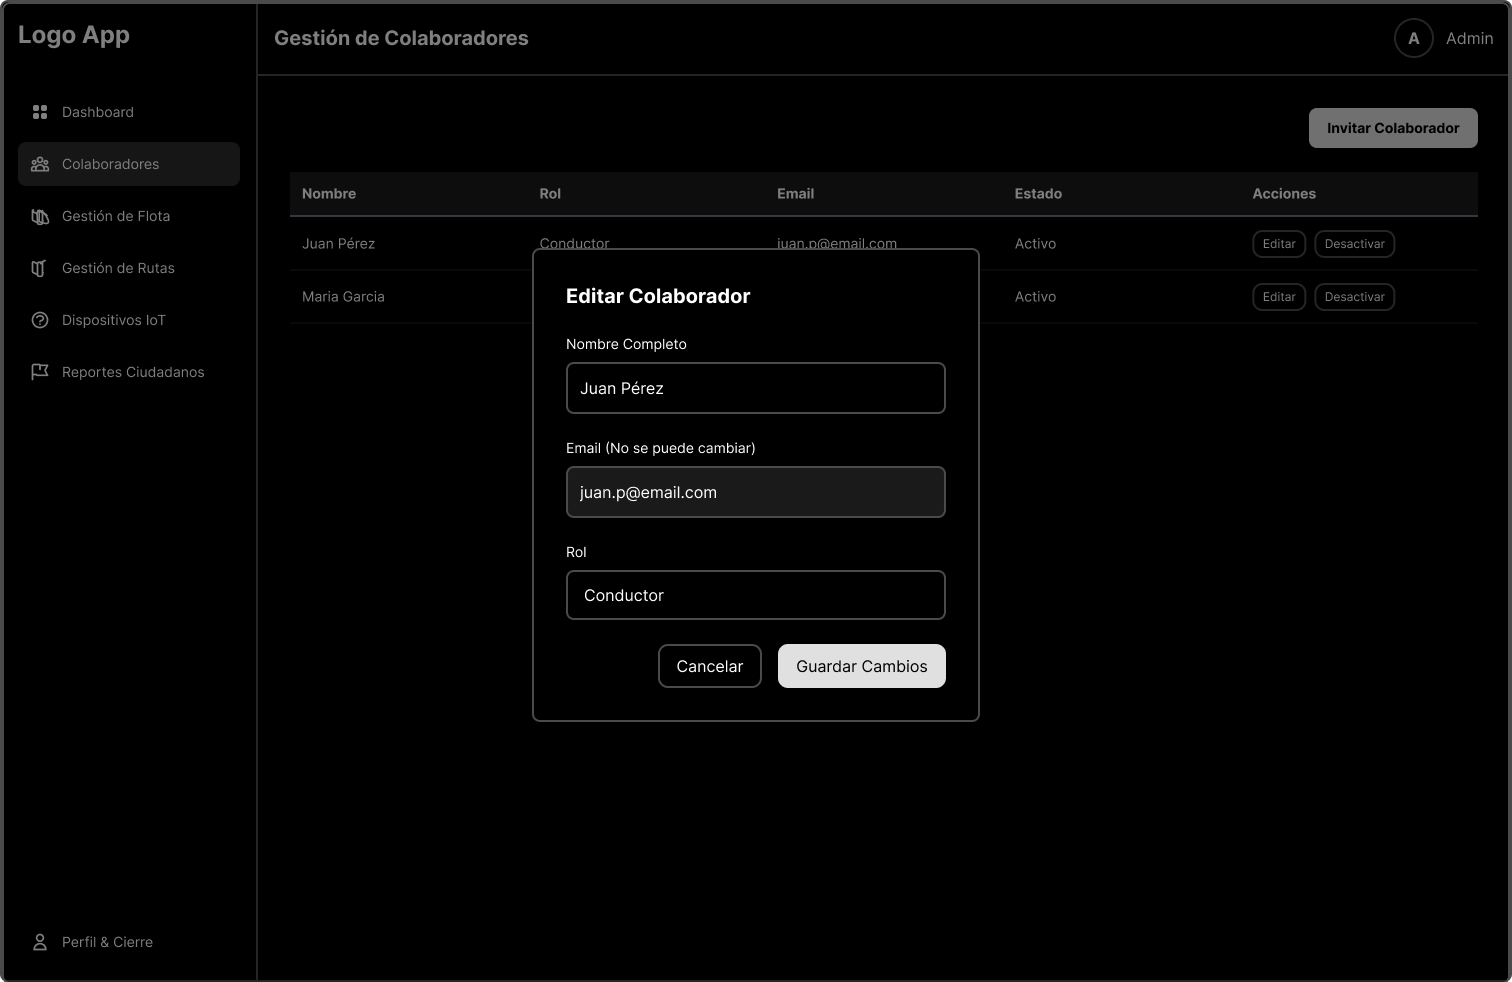 Logo App
Gestión de Colaboradores
A
Admin
Dashboard
Colaboradores
Gestión de Flota
Gestión de Rutas
Dispositivos IoT
Reportes Ciudadanos
Perfil & Cierre
Invitar Colaborador
Nombre Rol Email Estado Acciones
Juan Pérez Conductor juan.p@email.com Activo Editar Desactivar
Maria Garcia Activo Editar Desactivar
Editar Colaborador
Nombre Completo
Juan Pérez
Email (No se puede cambiar)
juan.p@email.com
Rol
Conductor
Cancelar Guardar Cambios